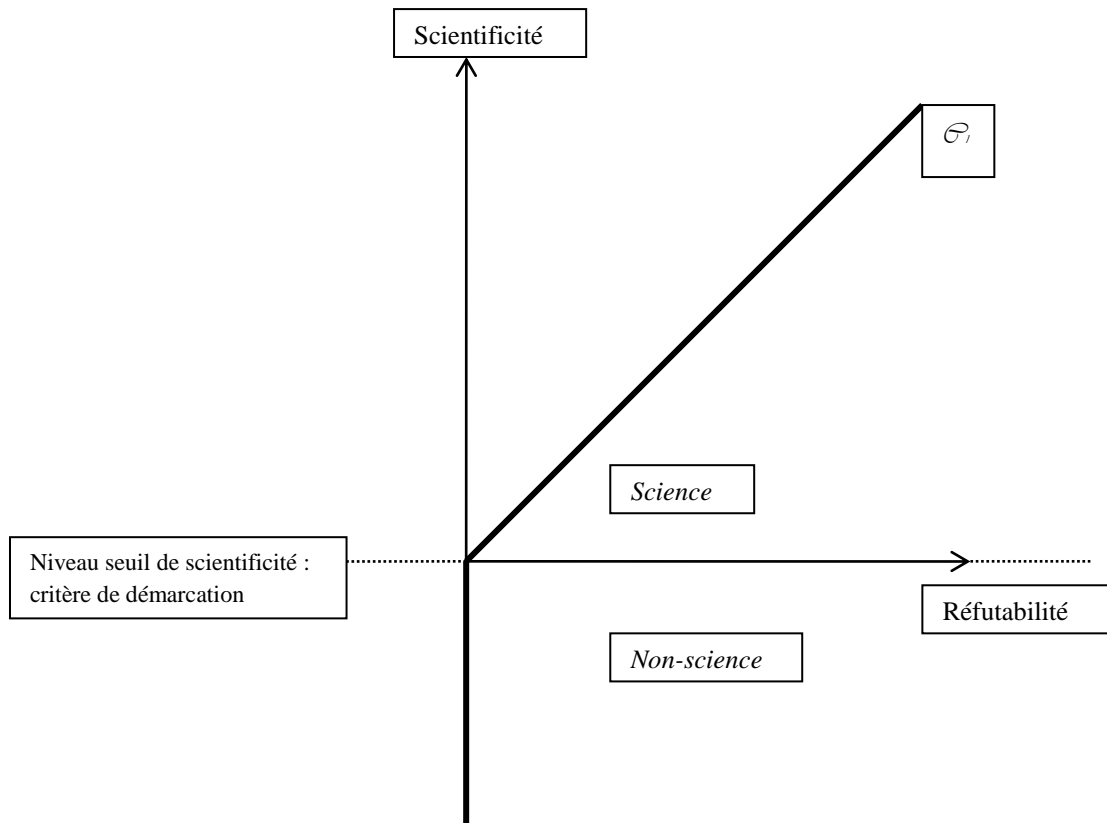 Scientificité
Science
Niveau seuil de scientificité :
critère de démarcation
Réfutabilité
Non-science